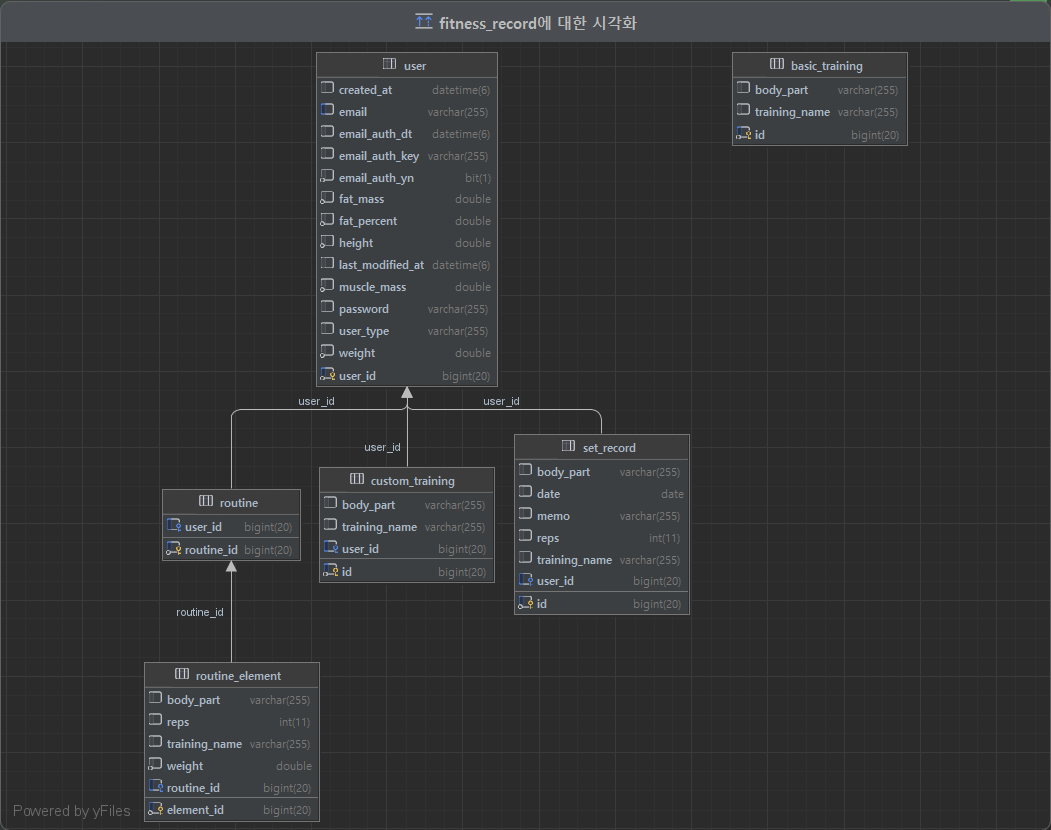 fitness_record에 대한 시각화
user
created_at datetime(6)
email varchar(255)
email_auth_dt datetime(6)
email_auth_key varchar(255)
email_auth_yn bit(1)
fat_mass double
fat_percent double
height double
last_modified_at datetime(6)
muscle_mass double
password varchar(255)
user_type varchar(255)
weight double
user_id bigint(20)
basic_training
body_part varchar(255)
training_name varchar(255)
id bigint(20)
user_id
user_id
user_id
routine
user_id bigint(20)
routine_id bigint(20)
custom_training
body_part varchar(255)
training_name varchar(255)
user_id bigint(20)
id bigint(20)
set_record
body_part varchar(255)
date date
memo varchar(255)
reps int(11)
training_name varchar(255)
user_id bigint(20)
id bigint(20)
routine_id
routine_element
body_part varchar(255)
reps int(11)
training_name varchar(255)
weight double
routine_id bigint(20)
element_id bigint(20)
Powered by yFiles